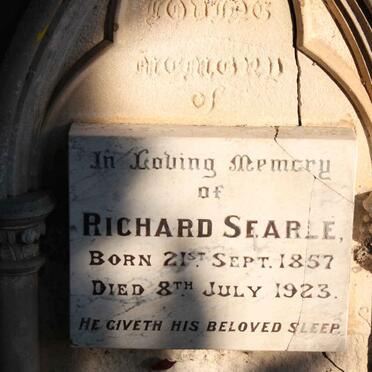 Loving
Memory
of
In Loving Memory
of
RICHARD SEARLE,
BORN 21ST SEPT. 1857
DIED 8TH JULY 1923.
HE GIVETH HIS BELOVED SLEEP.